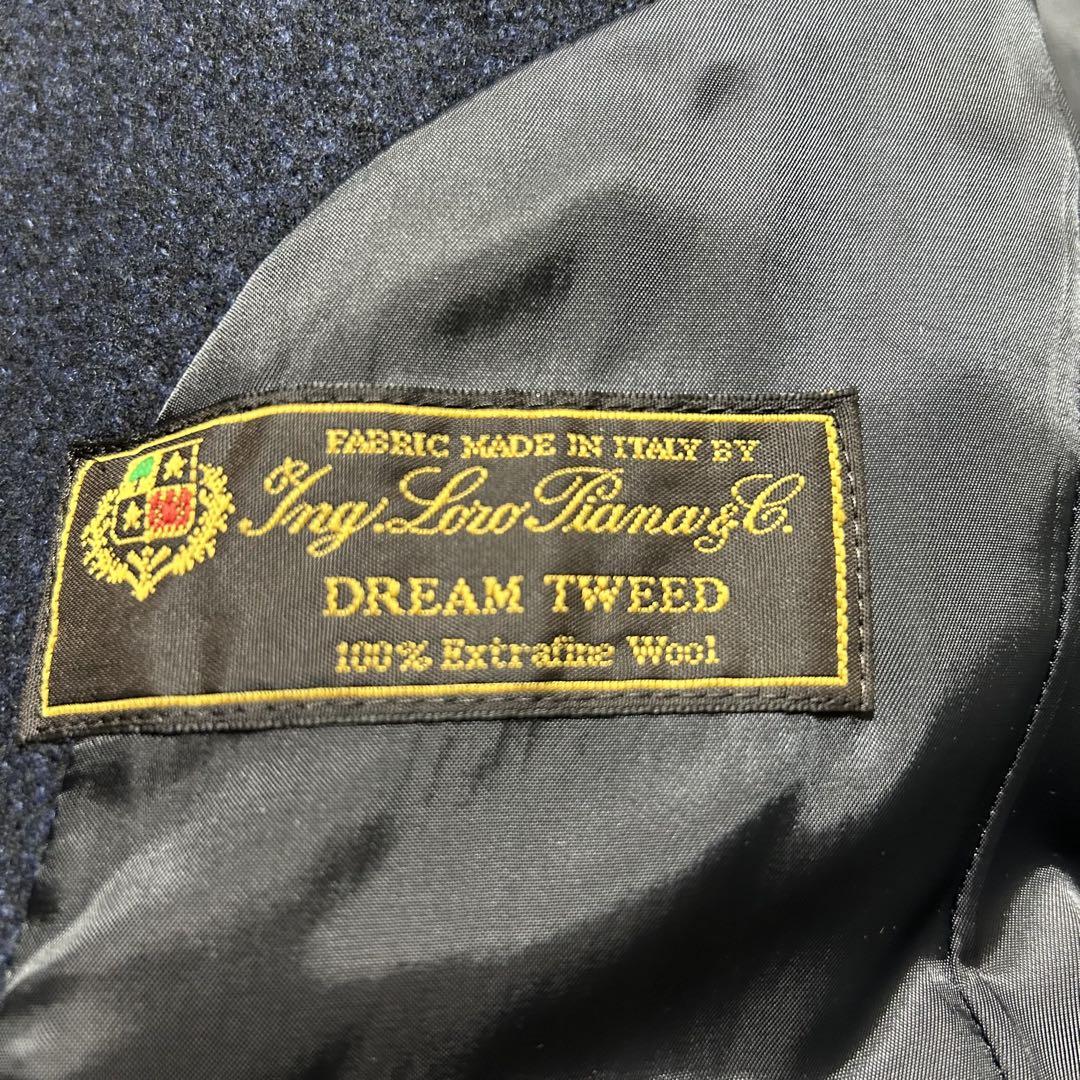 FABRIC MADE IN ITALY BY
Ing. Loro Piana & C.
DREAM TWEED
100% Extrafine Wool